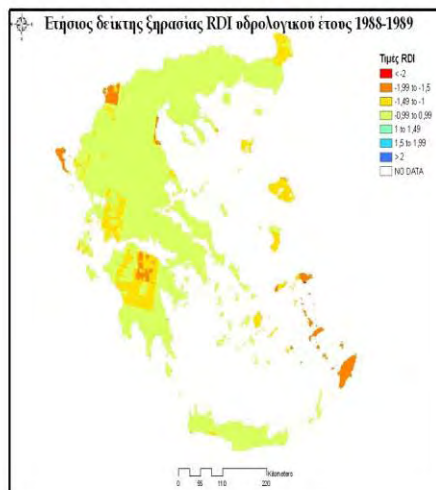 Ετήσιος δείκτης ξηρασίας RDI υδρολογικού έτους 1988-1989
Τιμές RDI
< -2
-1,99 to -1,5
-1,49 to -1
-0,99 to 0,99
1 to 1,49
1,5 to 1,99
> 2
NO DATA
Kilometers
0 55 110 220